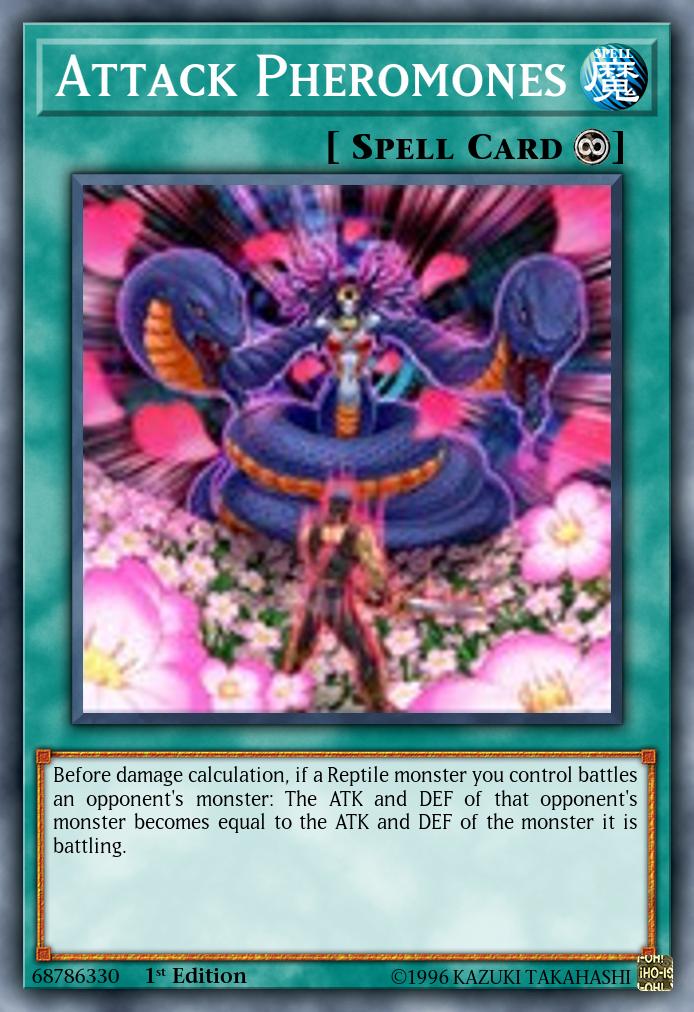 ATTACK PHEROMONES
SPELL
魔
[ SPELL CARD ]
Before damage calculation, if a Reptile monster you control battles
an opponent's monster: The ATK and DEF of that opponent's
monster becomes equal to the ATK and DEF of the monster it is
battling.
68786330 1st Edition ©1996 KAZUKI TAKAHASHI